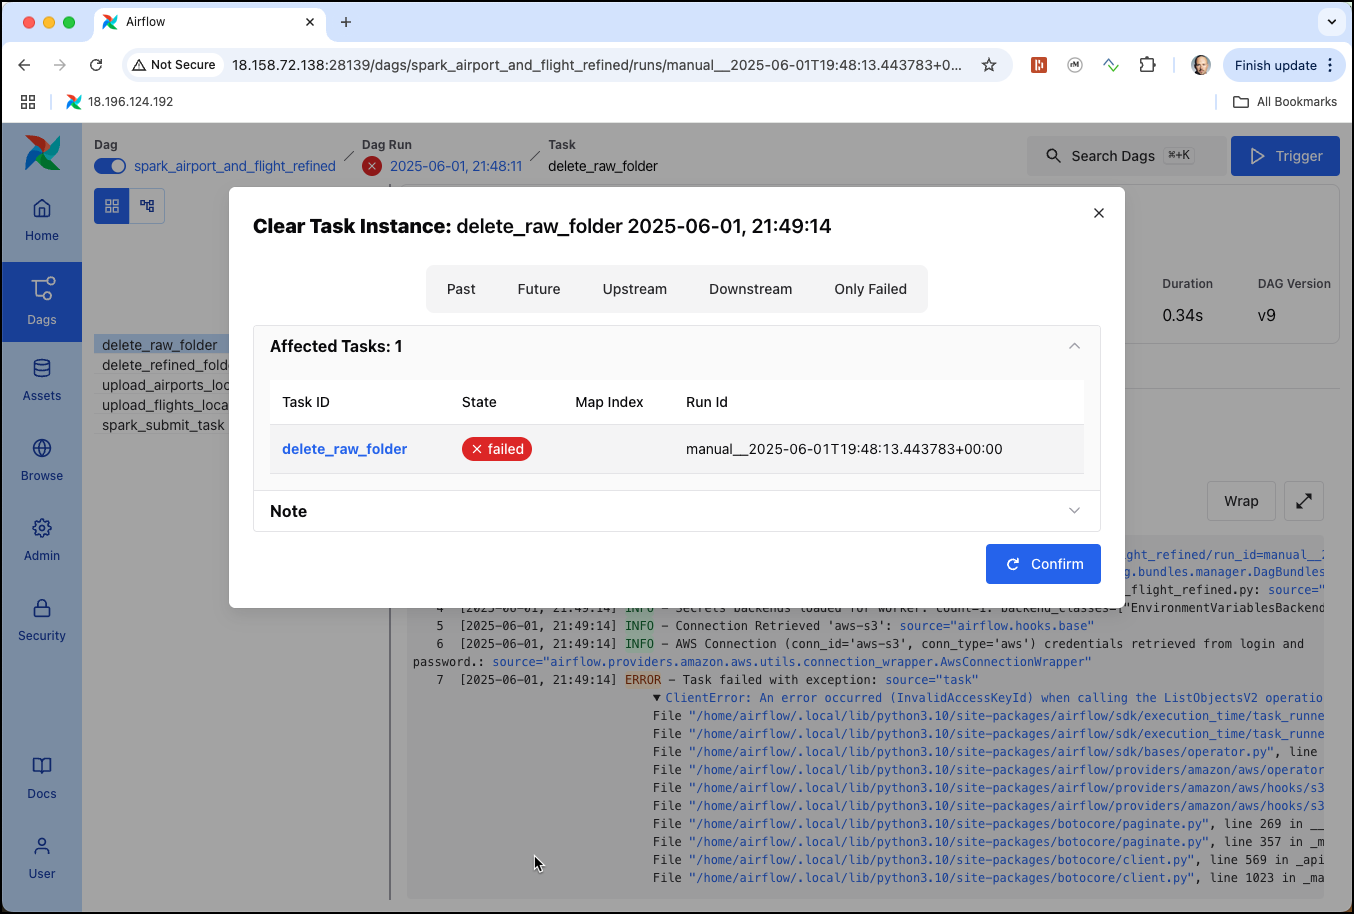 Airflow
Not Secure
18.158.72.138:28139/dags/spark_airport_and_flight_refined/runs/manual__2025-06-01T19:48:13.443783+0...
Finish update
18.196.124.192
All Bookmarks
Dag
spark_airport_and_flight_refined
Dag Run
2025-06-01, 21:48:11
Task
delete_raw_folder
Search Dags ⌘+K
Trigger
Home
Dags
Assets
Browse
Admin
Security
Docs
User
delete_raw_folder
delete_refined_folde
upload_airports_loc
upload_flights_loca
spark_submit_task
Duration
0.34s
DAG Version
v9
Clear Task Instance: delete_raw_folder 2025-06-01, 21:49:14
Past Future Upstream Downstream Only Failed
Affected Tasks: 1
Task ID State Map Index Run Id
delete_raw_folder failed manual__2025-06-01T19:48:13.443783+00:00
Note
Confirm
Wrap
ght_refined/run_id=manual__2
g.bundles.manager.DagBundles
_flight_refined.py: source="
4 [2025-06-01, 21:49:14] INFO - Secrets backends loaded for worker: count=1: backend_classes=["EnvironmentVariablesBackend
5 [2025-06-01, 21:49:14] INFO - Connection Retrieved 'aws-s3': source="airflow.hooks.base"
6 [2025-06-01, 21:49:14] INFO - AWS Connection (conn_id='aws-s3', conn_type='aws') credentials retrieved from login and
password.: source="airflow.providers.amazon.aws.utils.connection_wrapper.AwsConnectionWrapper"
7 [2025-06-01, 21:49:14] ERROR - Task failed with exception: source="task"
▼ ClientError: An error occurred (InvalidAccessKeyId) when calling the ListObjectsV2 operatio
File "/home/airflow/.local/lib/python3.10/site-packages/airflow/sdk/execution_time/task_runne
File "/home/airflow/.local/lib/python3.10/site-packages/airflow/sdk/execution_time/task_runne
File "/home/airflow/.local/lib/python3.10/site-packages/airflow/sdk/bases/operator.py", line
File "/home/airflow/.local/lib/python3.10/site-packages/airflow/providers/amazon/aws/operator
File "/home/airflow/.local/lib/python3.10/site-packages/airflow/providers/amazon/aws/hooks/s3
File "/home/airflow/.local/lib/python3.10/site-packages/airflow/providers/amazon/aws/hooks/s3
File "/home/airflow/.local/lib/python3.10/site-packages/botocore/paginate.py", line 269 in __
File "/home/airflow/.local/lib/python3.10/site-packages/botocore/paginate.py", line 357 in _m
File "/home/airflow/.local/lib/python3.10/site-packages/botocore/client.py", line 569 in _api
File "/home/airflow/.local/lib/python3.10/site-packages/botocore/client.py", line 1023 in _ma